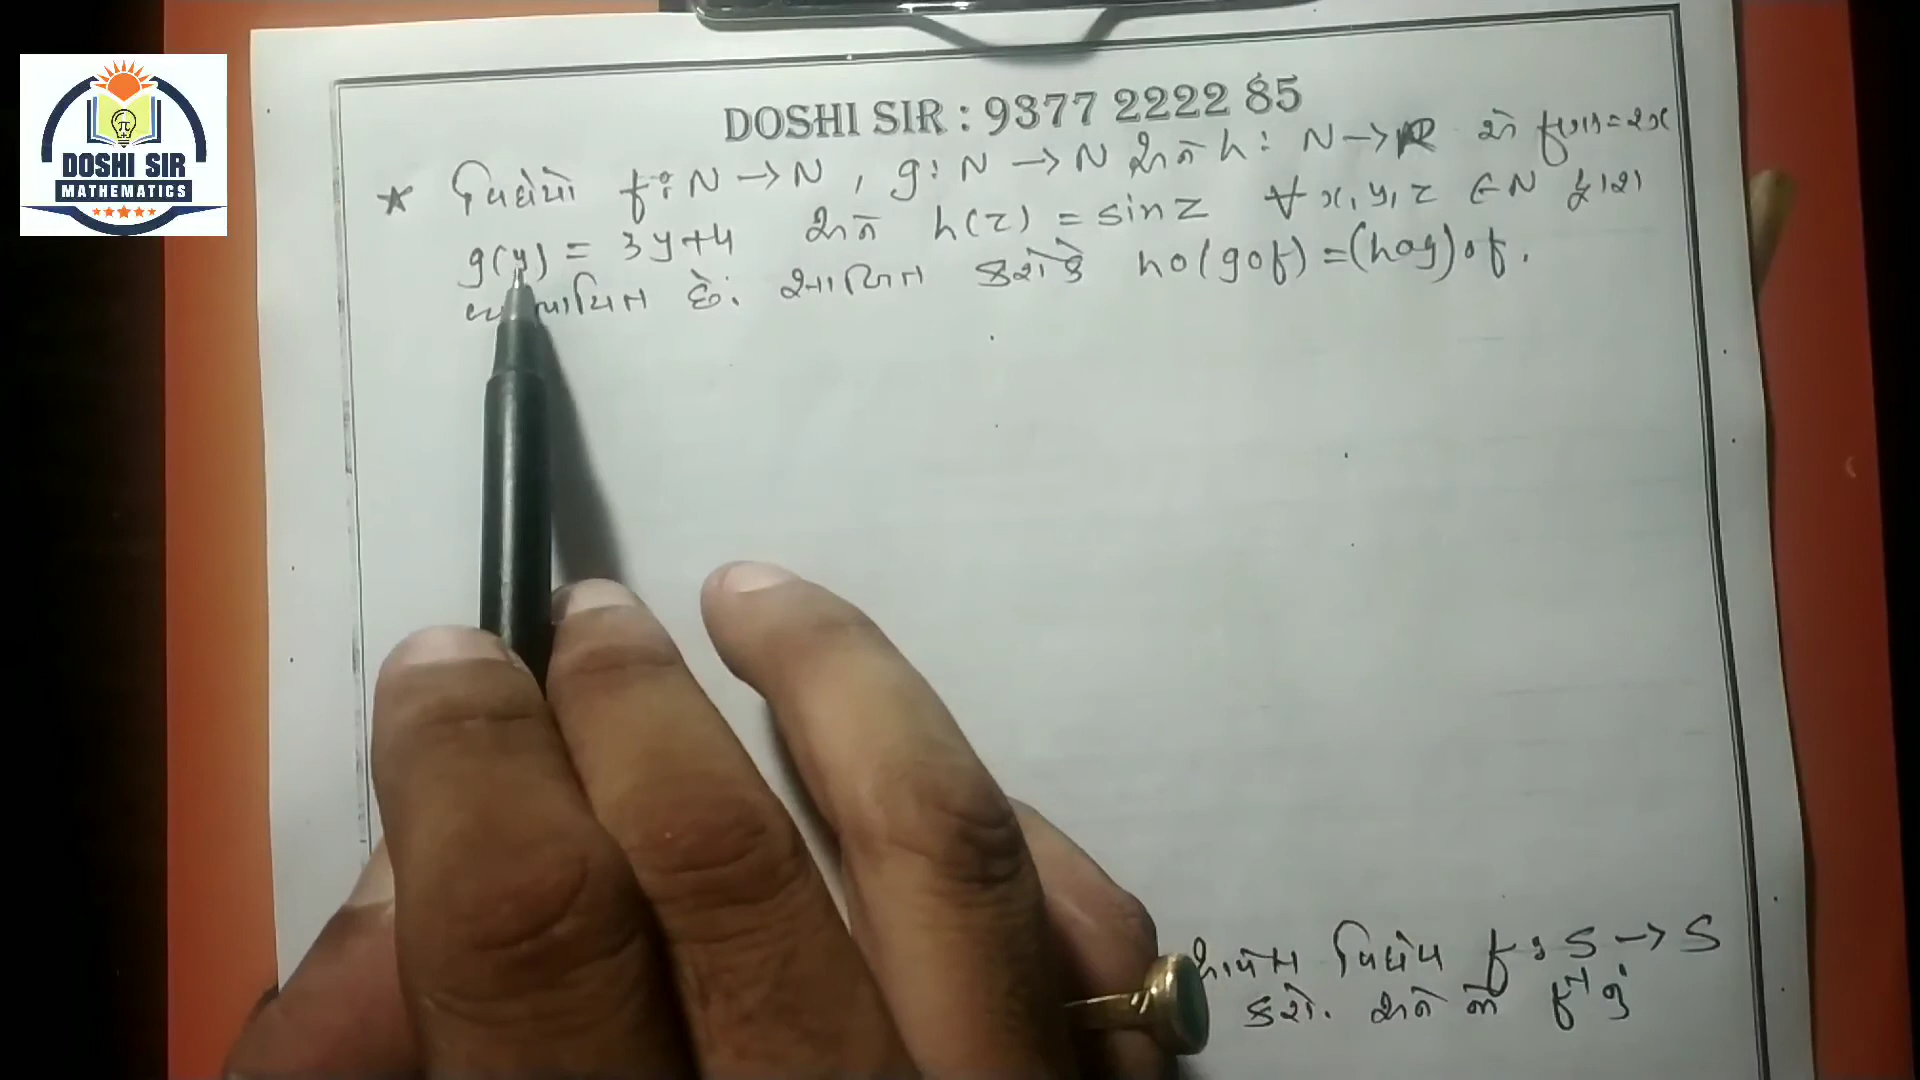 DOSHI SIR
MATHEMATICS
DOSHI SIR : 9377 2222 85
* વિધેયો f: N → N , g: N → N અને h: N → R એ f(x) = 2x
g(y) = 3y+4 અને h(z) = sin z ∀ x, y, z ∈ N દ્વારા
વ્યાખ્યાયિત છે. સાબિત કરો કે ho(gof) = (hog)of.
વિધેય f: S → S
કરો. અને જો f⁻¹ નું